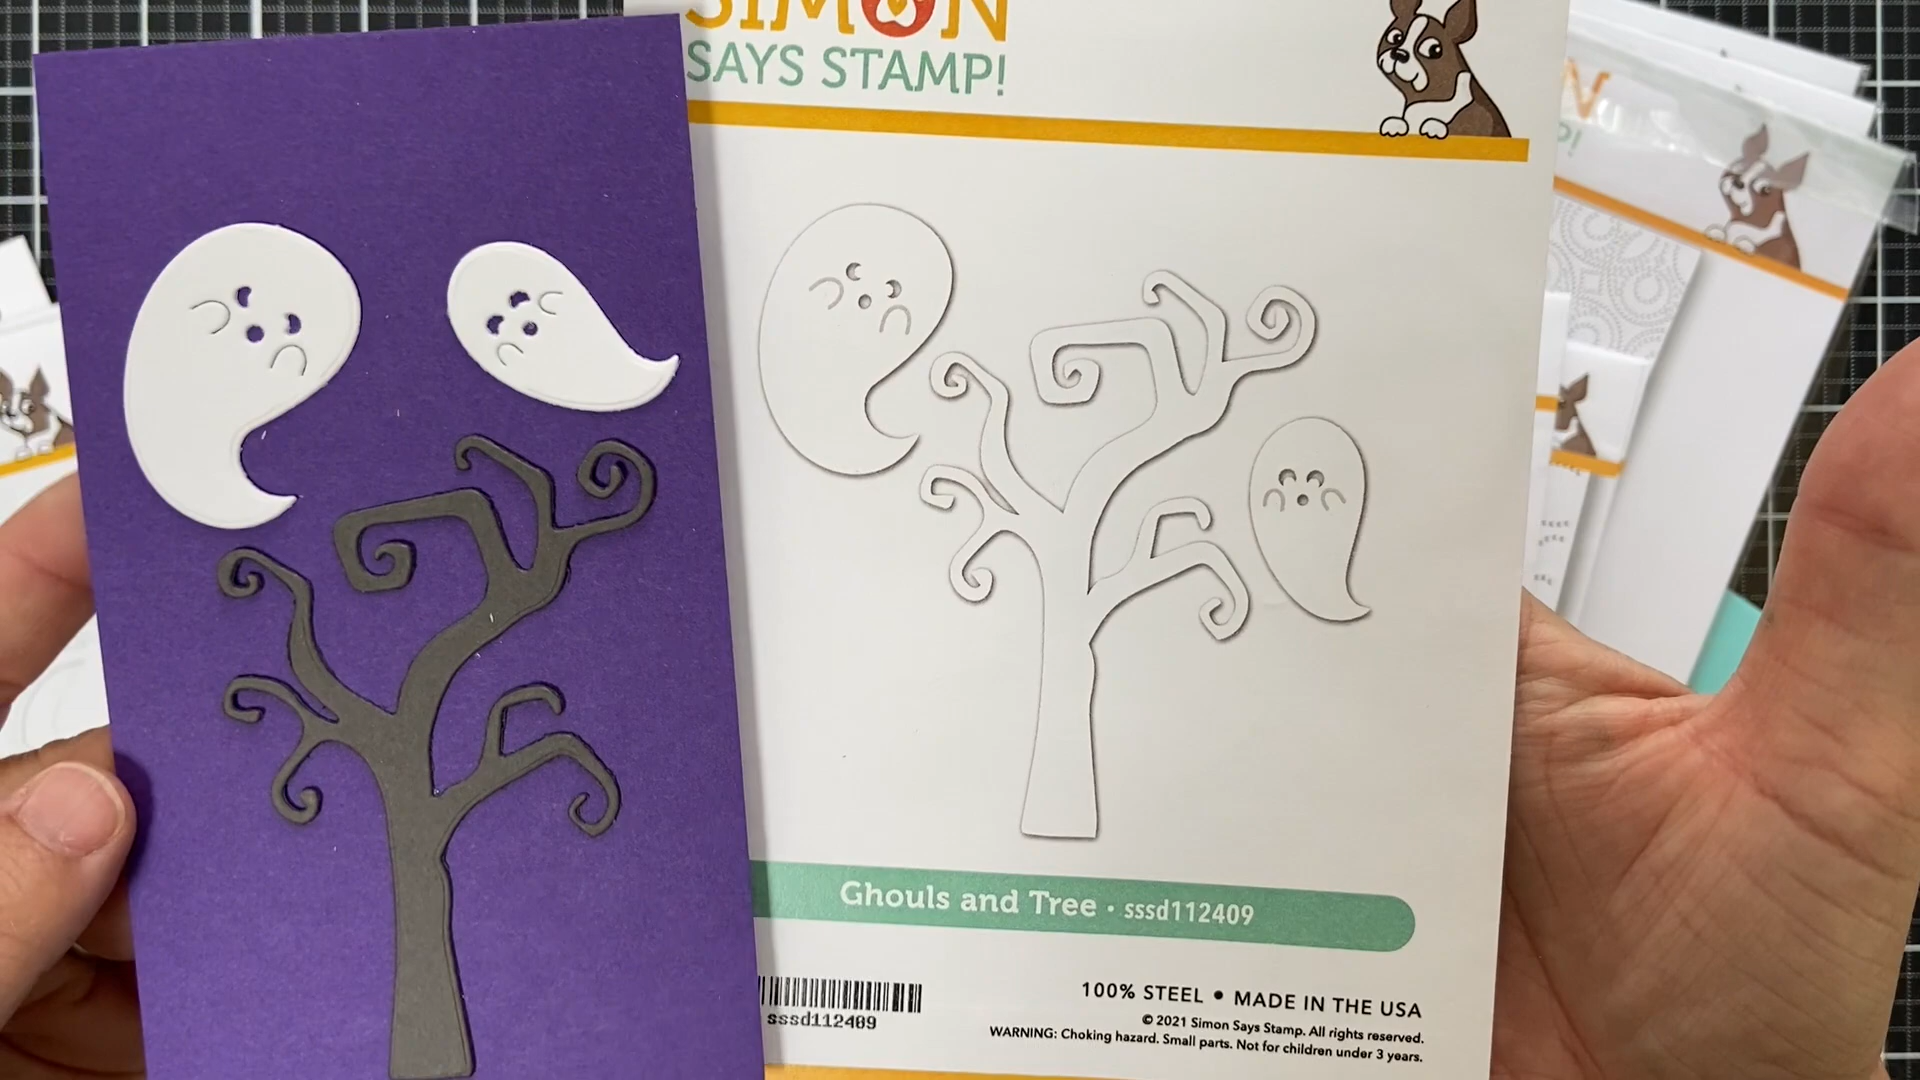 SIMON
SAYS STAMP!
Ghouls and Tree • sssd112409
sssd112409
100% STEEL • MADE IN THE USA
© 2021 Simon Says Stamp. All rights reserved.
WARNING: Choking hazard. Small parts. Not for children under 3 years.